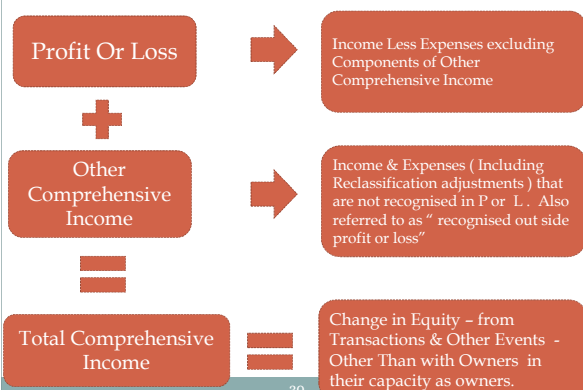 Profit Or Loss
Income Less Expenses excluding
Components of Other
Comprehensive Income
Other
Comprehensive
Income
Income & Expenses ( Including
Reclassification adjustments ) that
are not recognised in P or L . Also
referred to as “ recognised out side
profit or loss”
Total Comprehensive
Income
Change in Equity – from
Transactions & Other Events -
Other Than with Owners in
their capacity as owners.